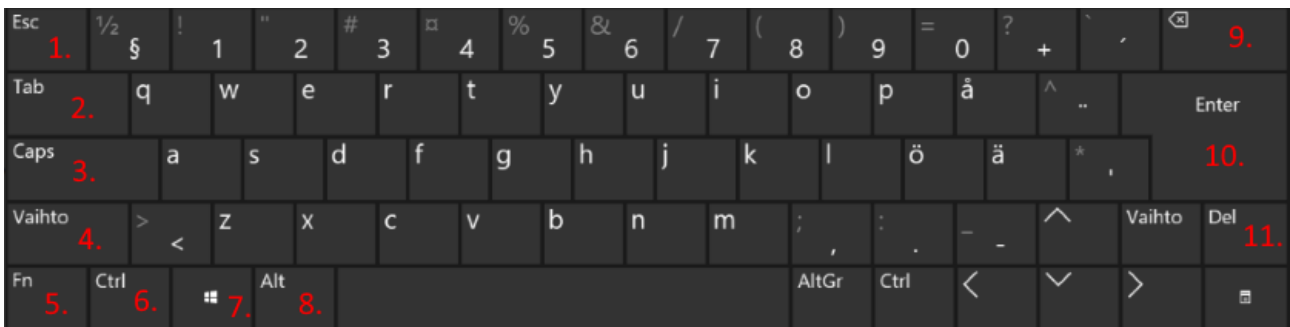 Esc 1. ½ § ! 1 " 2 # 3 ¤ 4 % 5 & 6 / 7 ( 8 ) 9 = 0 ? + ` ´ 9.
Tab 2. q w e r t y u i o p å ^ ¨ Enter
Caps 3. a s d f g h j k l ö ä * ' 10.
Vaihto 4. > < z x c v b n m ; , : . _ - Vaihto Del 11.
Fn 5. Ctrl 6. 7. Alt 8. AltGr Ctrl